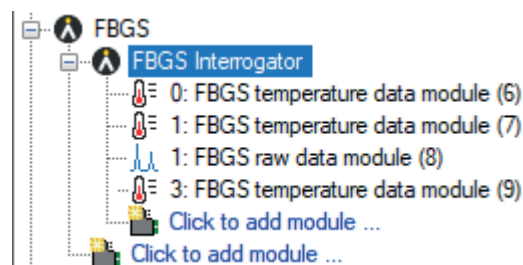 FBGS
FBGS Interrogator
0: FBGS temperature data module (6)
1: FBGS temperature data module (7)
1: FBGS raw data module (8)
3: FBGS temperature data module (9)
Click to add module ...
Click to add module ...